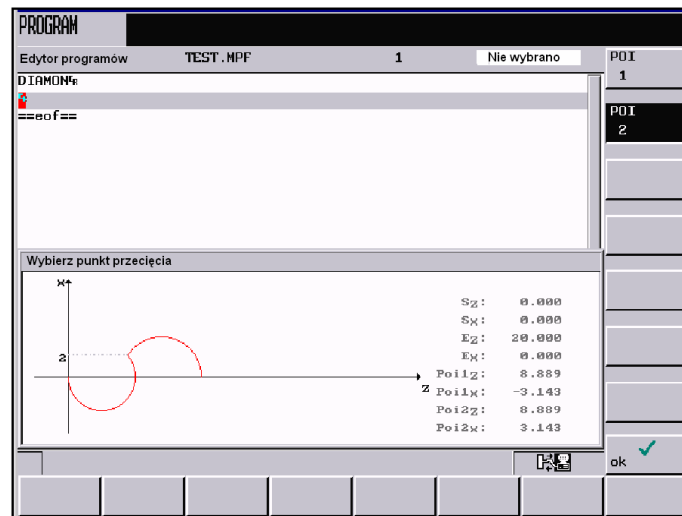 PROGRAM
Edytor programów TEST.MPF 1 Nie wybrano
DIAMON
==eof==
Wybierz punkt przecięcia
X
2
Z
SZ: 0.000
SX: 0.000
EZ: 20.000
EX: 0.000
Poi1Z: 8.889
Poi1X: -3.143
Poi2Z: 8.889
Poi2X: 3.143
POI
1
POI
2
ok